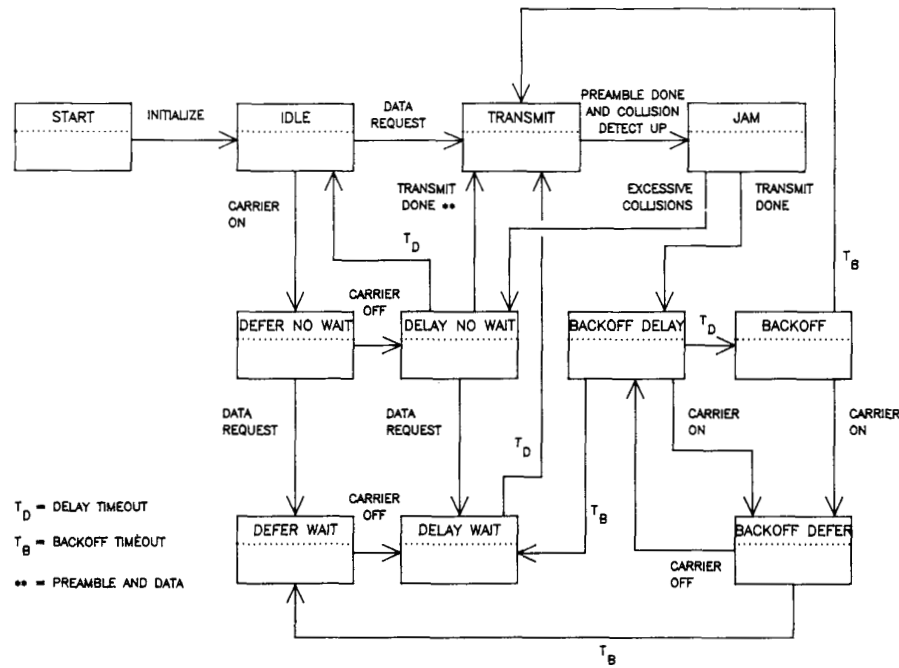 START
INITIALIZE
IDLE
DATA
REQUEST
TRANSMIT
PREAMBLE DONE
AND COLLISION
DETECT UP
JAM
CARRIER
ON
T_D
TRANSMIT
DONE **
EXCESSIVE
COLLISIONS
TRANSMIT
DONE
T_B
DEFER NO WAIT
CARRIER
OFF
DELAY NO WAIT
BACKOFF DELAY
T_D
BACKOFF
DATA
REQUEST
DATA
REQUEST
T_D
CARRIER
ON
CARRIER
ON
T_D = DELAY TIMEOUT
T_B = BACKOFF TIMEOUT
** = PREAMBLE AND DATA
DEFER WAIT
CARRIER
OFF
DELAY WAIT
T_B
BACKOFF DEFER
CARRIER
OFF
T_B